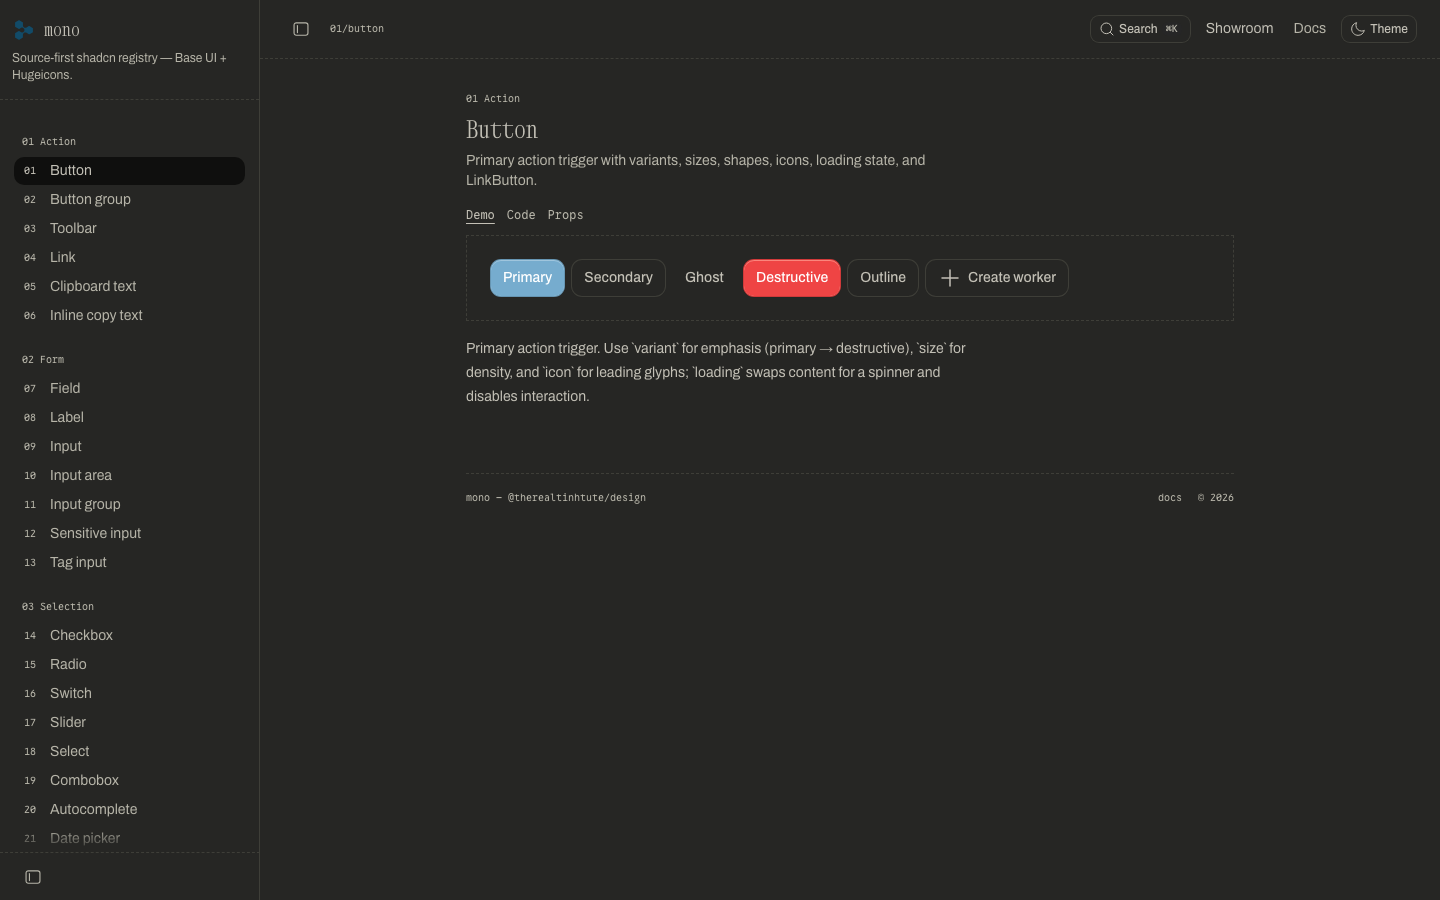 mono
Source-first shadcn registry — Base UI +
Hugeicons.
01 Action
01 Button
02 Button group
03 Toolbar
04 Link
05 Clipboard text
06 Inline copy text
02 Form
07 Field
08 Label
09 Input
10 Input area
11 Input group
12 Sensitive input
13 Tag input
03 Selection
14 Checkbox
15 Radio
16 Switch
17 Slider
18 Select
19 Combobox
20 Autocomplete
21 Date picker
01/button
Search ⌘K
Showroom
Docs
Theme
01 Action
Button
Primary action trigger with variants, sizes, shapes, icons, loading state, and
LinkButton.
Demo Code Props
Primary Secondary Ghost Destructive Outline Create worker
Primary action trigger. Use `variant` for emphasis (primary → destructive), `size` for
density, and `icon` for leading glyphs; `loading` swaps content for a spinner and
disables interaction.
mono — @therealtinhtute/design
docs © 2026